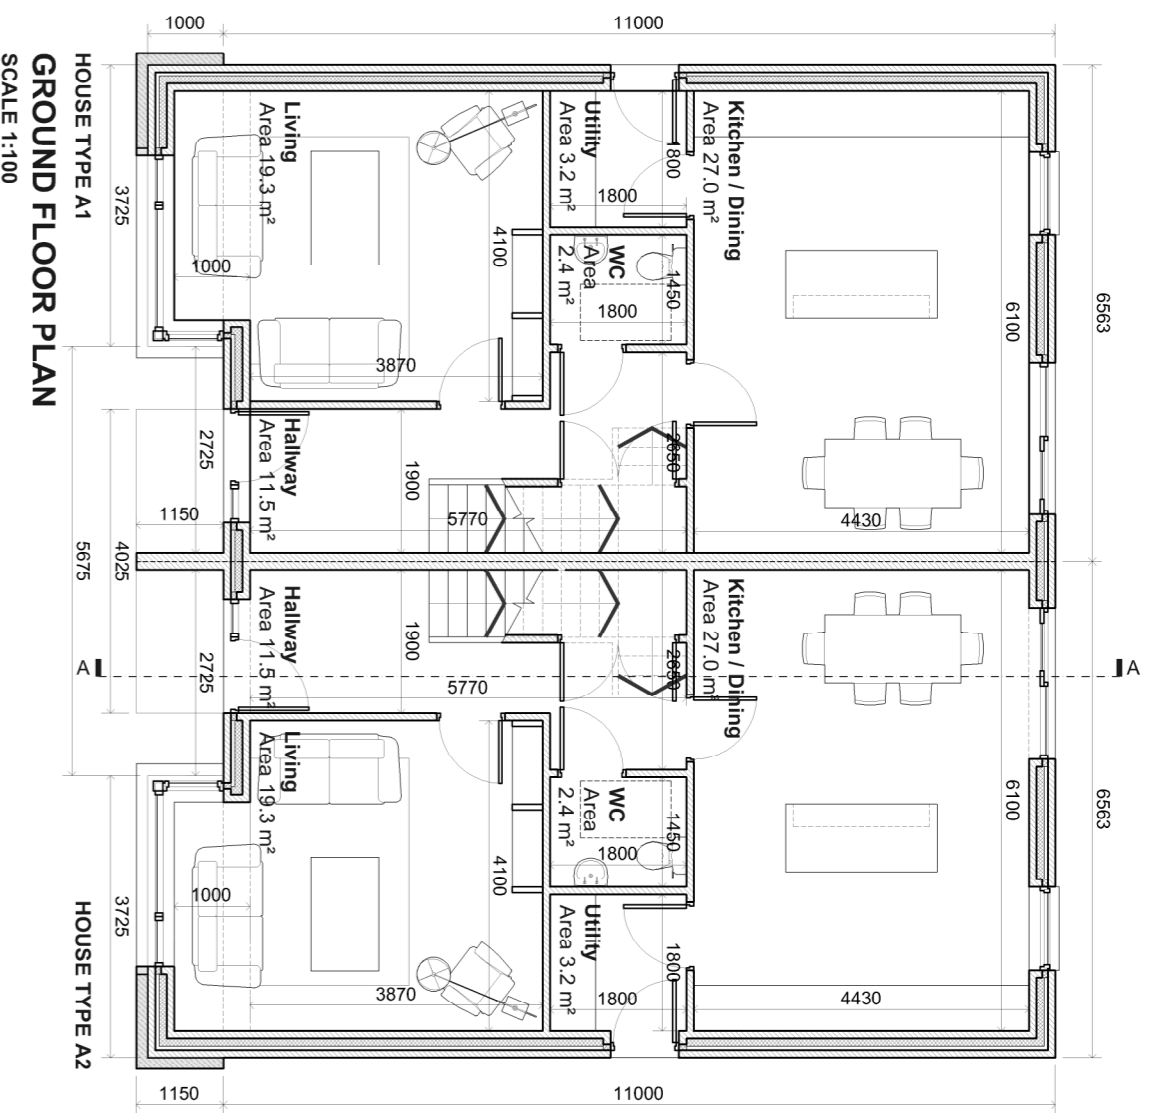 1000
11000
HOUSE TYPE A1
GROUND FLOOR PLAN
SCALE 1:100
3725
Living
Area 19.3 m²
1000
4100
3870
Utility
Area 3.2 m²
1800
1800
WC
Area
2.4 m²
1450
1800
Kitchen / Dining
Area 27.0 m²
6100
6563
Hallway
Area 11.5 m²
2725
1900
2650
5770
4430
1150
4025
5675
Hallway
Area 11.5 m²
2725
1900
2650
5770
A
A
Kitchen / Dining
Area 27.0 m²
6100
6563
Living
Area 19.3 m²
1000
4100
3870
3725
WC
Area
2.4 m²
1450
1800
Utility
Area 3.2 m²
1800
1800
4430
HOUSE TYPE A2
1150
11000